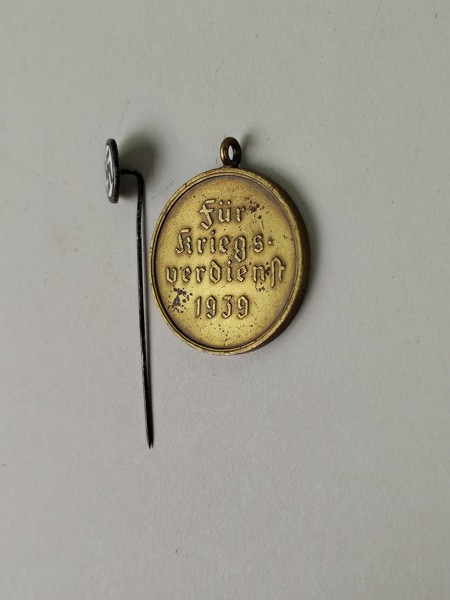 Für
Kriegs-
verdienſt
1939